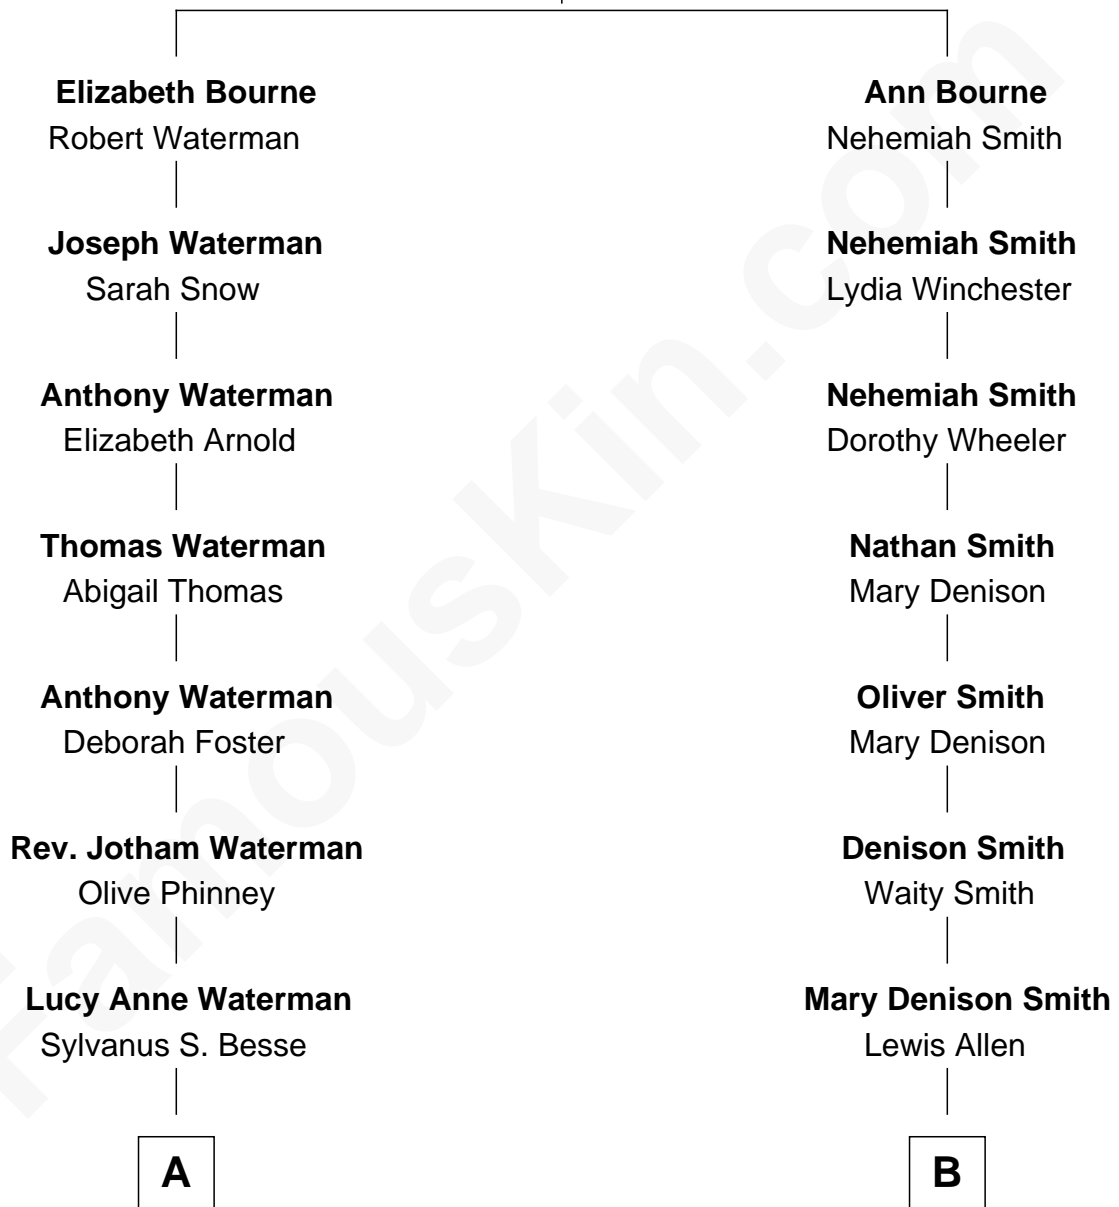 Elizabeth Bourne
Robert Waterman
Joseph Waterman
Sarah Snow
Anthony Waterman
Elizabeth Arnold
Thomas Waterman
Abigail Thomas
Anthony Waterman
Deborah Foster
Rev. Jotham Waterman
Olive Phinney
Lucy Anne Waterman
Sylvanus S. Besse
A
Ann Bourne
Nehemiah Smith
Nehemiah Smith
Lydia Winchester
Nehemiah Smith
Dorothy Wheeler
Nathan Smith
Mary Denison
Oliver Smith
Mary Denison
Denison Smith
Waity Smith
Mary Denison Smith
Lewis Allen
B
FamousKin.com